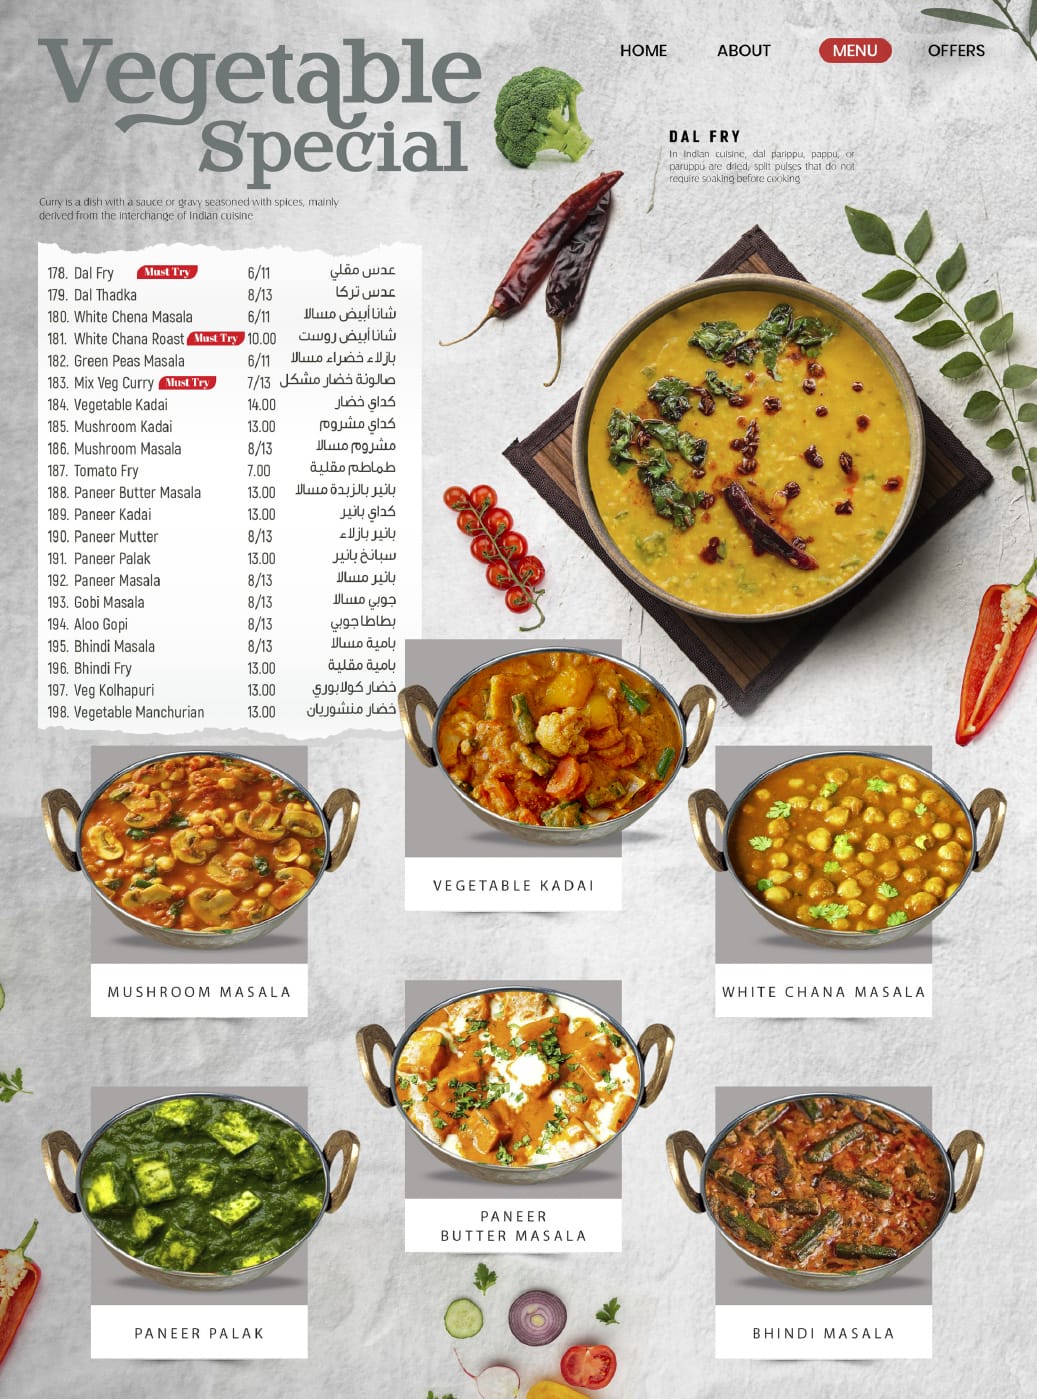 Vegetable
Special
HOME ABOUT MENU OFFERS
Curry is a dish with a sauce or gravy seasoned with spices, mainly
derived from the interchange of Indian cuisine
DAL FRY
In Indian cuisine, dal parippu, pappu, or
paruppu are dried, split pulses that do not
require soaking before cooking
178. Dal Fry Must Try 6/11 عدس مقلي
179. Dal Thadka 8/13 عدس تركا
180. White Chena Masala 6/11 شانا أبيض مسالا
181. White Chana Roast Must Try 10.00 شانا أبيض روست
182. Green Peas Masala 6/11 بازلاء خضراء مسالا
183. Mix Veg Curry Must Try 7/13 صالونة خضار مشكل
184. Vegetable Kadai 14.00 كداي خضار
185. Mushroom Kadai 13.00 كداي مشروم
186. Mushroom Masala 8/13 مشروم مسالا
187. Tomato Fry 7.00 طماطم مقلية
188. Paneer Butter Masala 13.00 بانير بالزبدة مسالا
189. Paneer Kadai 13.00 كداي بانير
190. Paneer Mutter 8/13 بانير بازلاء
191. Paneer Palak 13.00 سبانخ بانير
192. Paneer Masala 8/13 بانير مسالا
193. Gobi Masala 8/13 جوبي مسالا
194. Aloo Gopi 8/13 بطاطا جوبي
195. Bhindi Masala 8/13 بامية مسالا
196. Bhindi Fry 13.00 بامية مقلية
197. Veg Kolhapuri 13.00 خضار كولابوري
198. Vegetable Manchurian 13.00 خضار منشوريان
VEGETABLE KADAI
MUSHROOM MASALA
WHITE CHANA MASALA
PANEER
BUTTER MASALA
PANEER PALAK
BHINDI MASALA